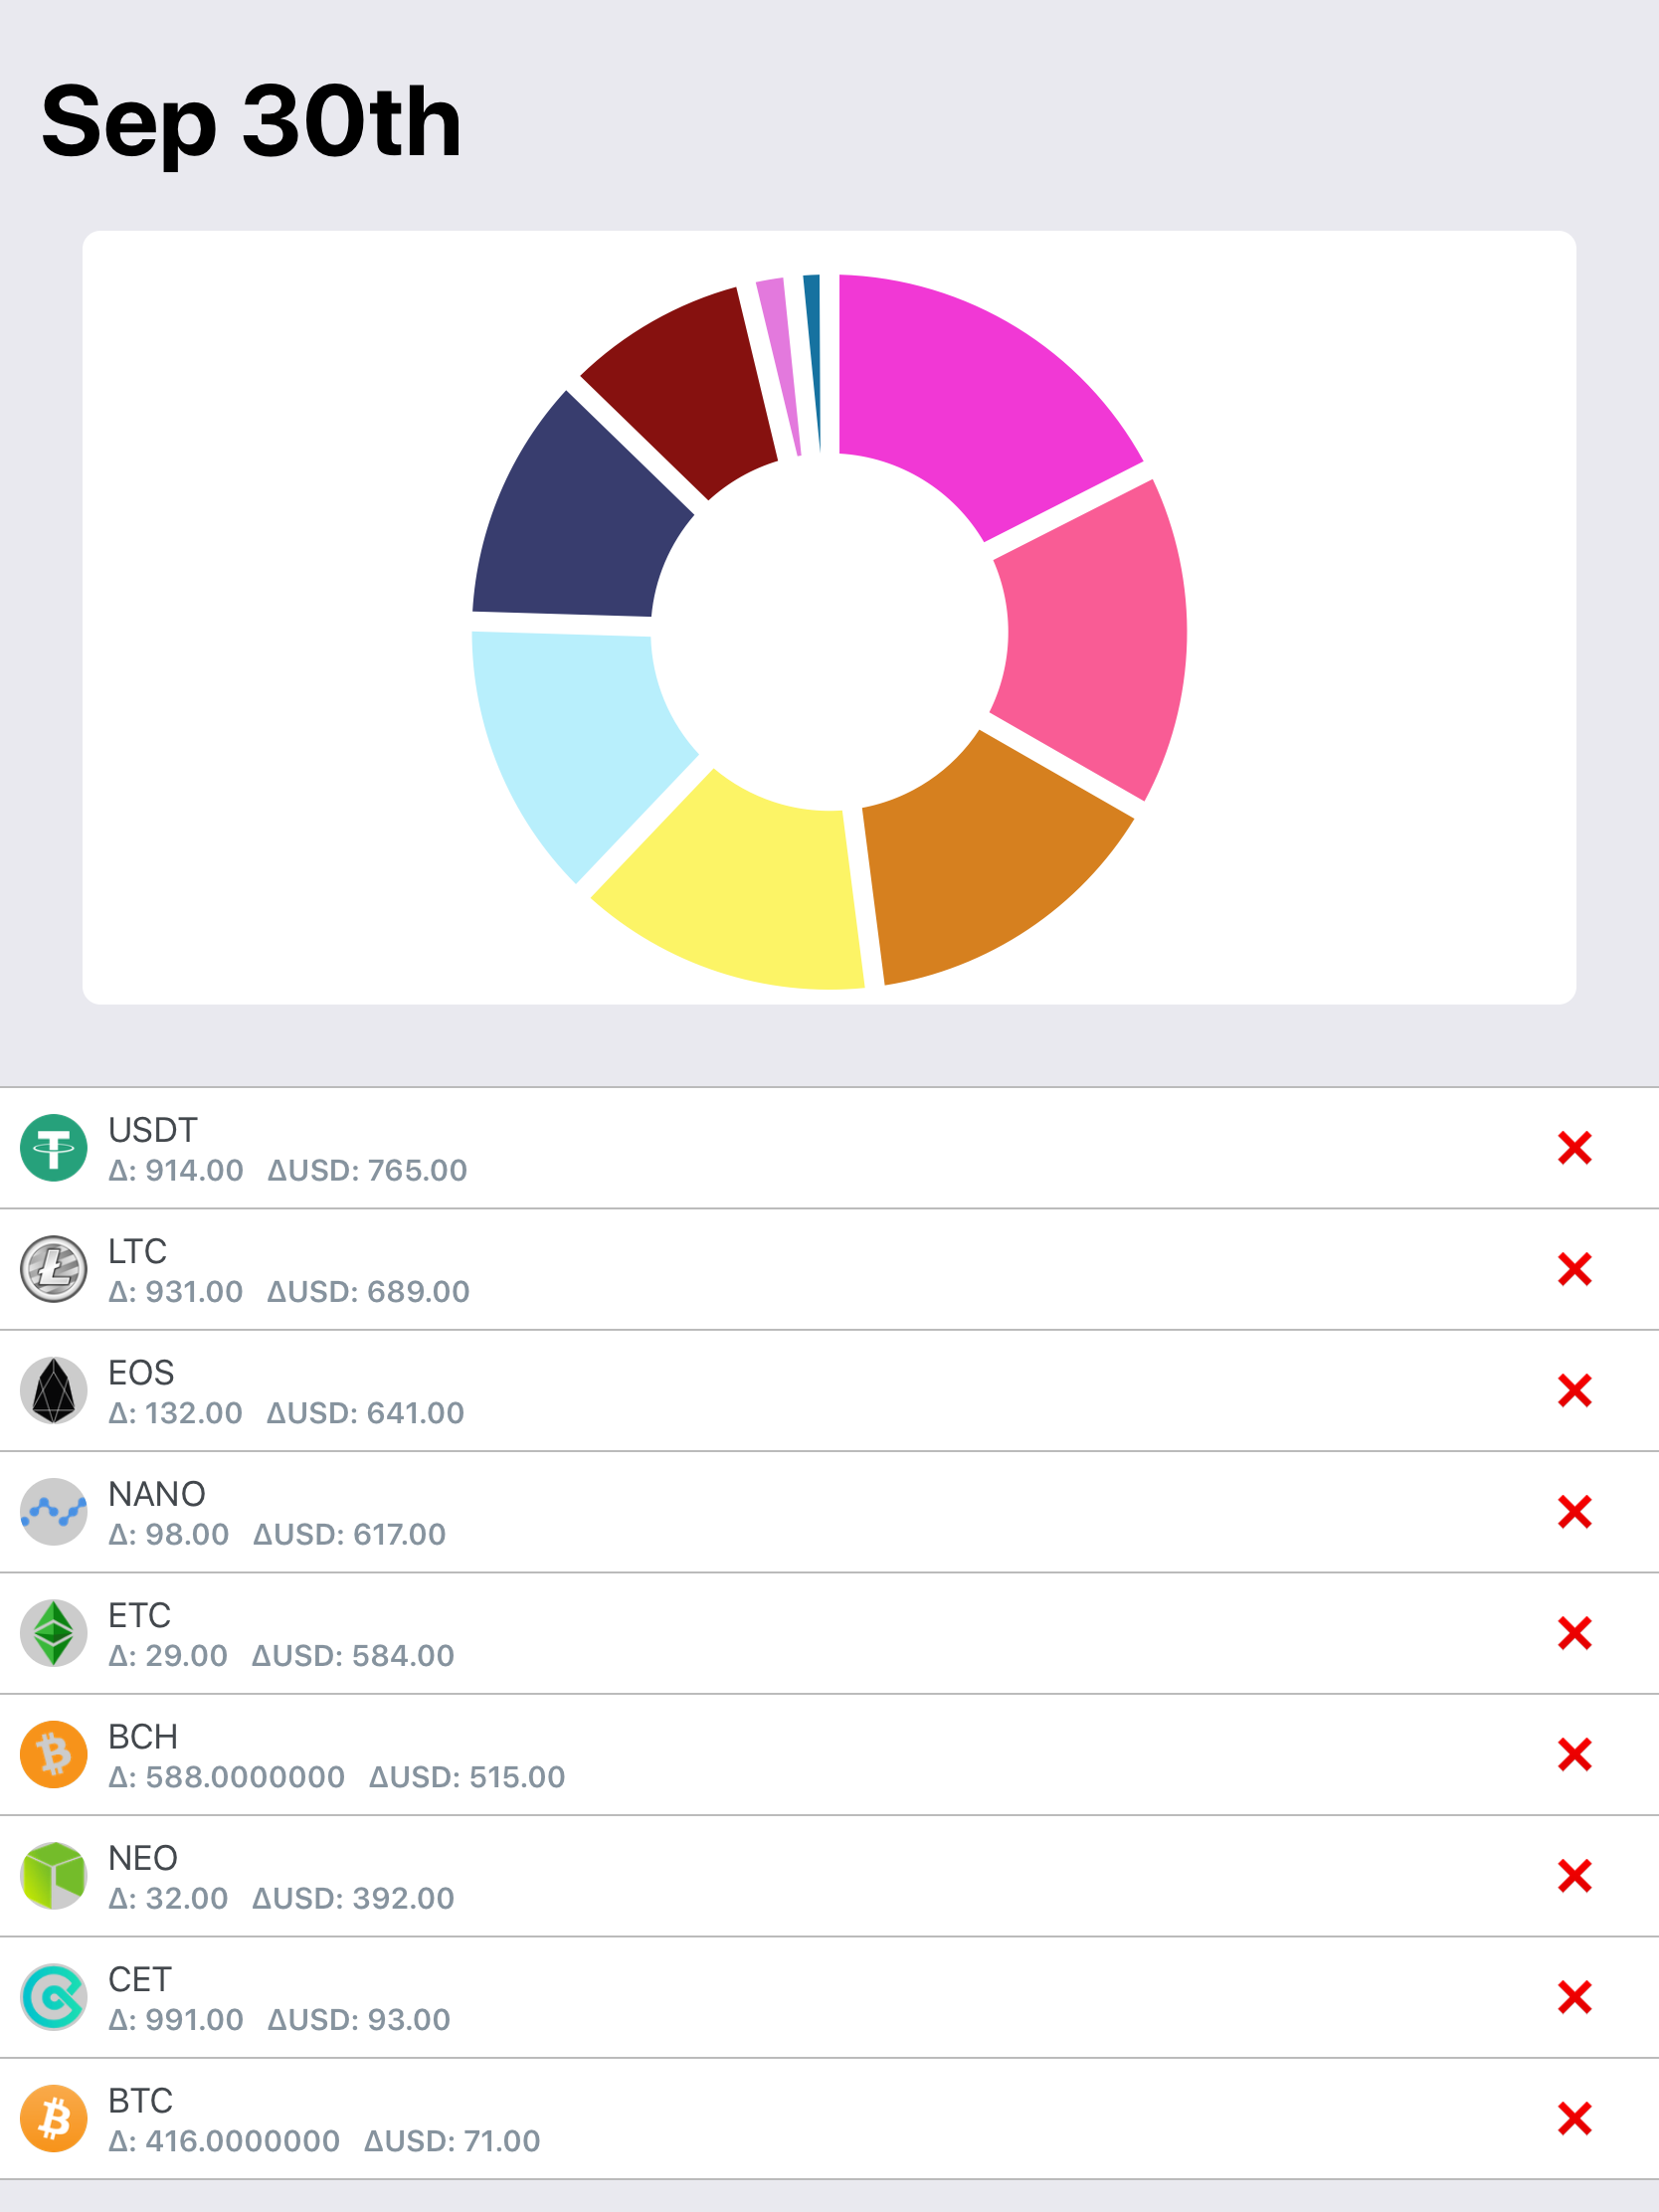 Sep 30th
USDT
Δ: 914.00 ΔUSD: 765.00
LTC
Δ: 931.00 ΔUSD: 689.00
EOS
Δ: 132.00 ΔUSD: 641.00
NANO
Δ: 98.00 ΔUSD: 617.00
ETC
Δ: 29.00 ΔUSD: 584.00
BCH
Δ: 588.0000000 ΔUSD: 515.00
NEO
Δ: 32.00 ΔUSD: 392.00
CET
Δ: 991.00 ΔUSD: 93.00
BTC
Δ: 416.0000000 ΔUSD: 71.00